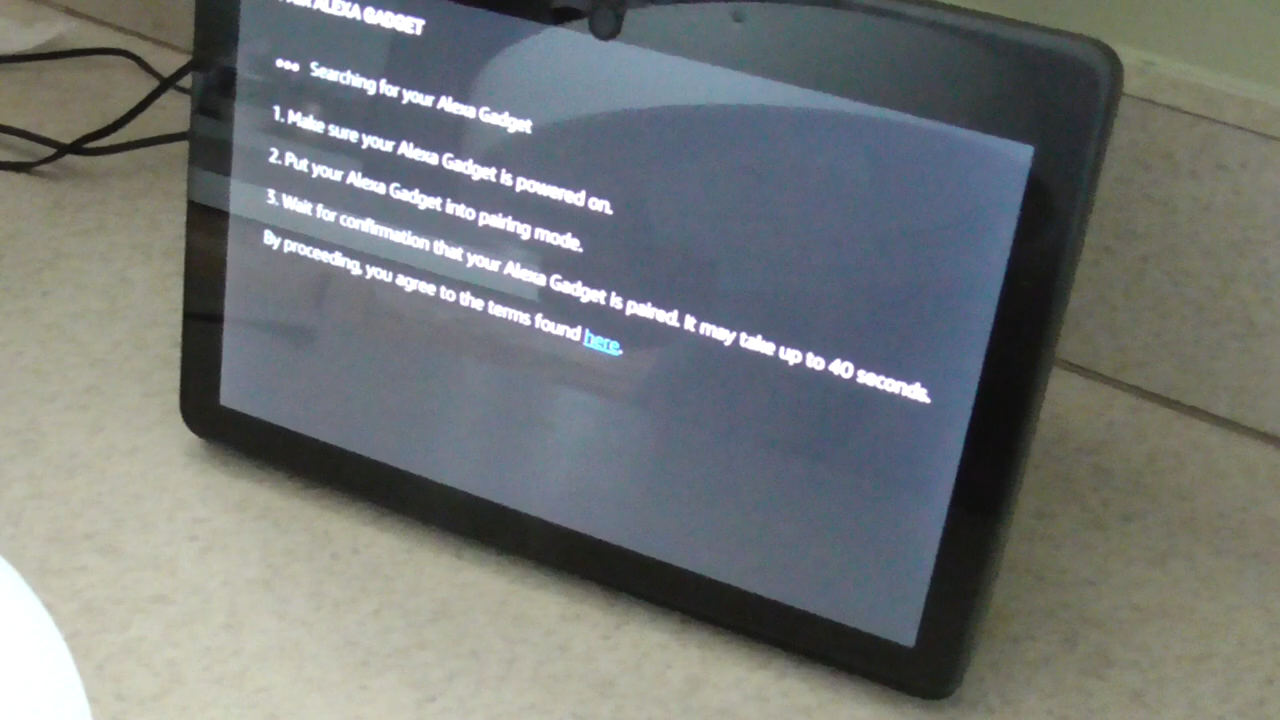 ALEXA GADGET
Searching for your Alexa Gadget
1. Make sure your Alexa Gadget is powered on.
2. Put your Alexa Gadget into pairing mode.
3. Wait for confirmation that your Alexa Gadget is paired. It may take up to 40 seconds.
By proceeding, you agree to the terms found here.